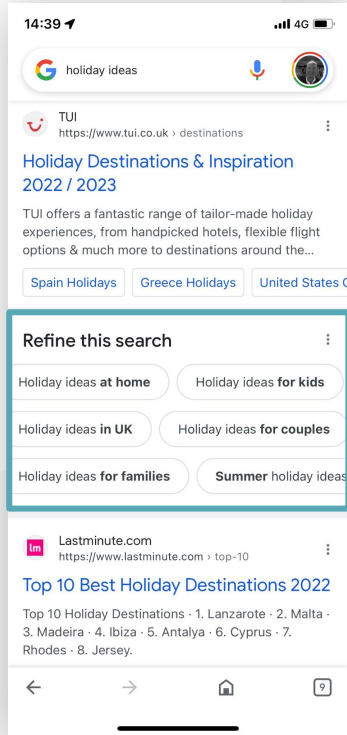 14:39
4G
holiday ideas
TUI
https://www.tui.co.uk › destinations
Holiday Destinations & Inspiration
2022 / 2023
TUI offers a fantastic range of tailor-made holiday
experiences, from handpicked hotels, flexible flight
options & much more to destinations around the...
Spain Holidays Greece Holidays United States
Refine this search
Holiday ideas at home Holiday ideas for kids
Holiday ideas in UK Holiday ideas for couples
Holiday ideas for families Summer holiday ideas
lm
Lastminute.com
https://www.lastminute.com › top-10
Top 10 Best Holiday Destinations 2022
Top 10 Holiday Destinations · 1. Lanzarote · 2. Malta ·
3. Madeira · 4. Ibiza · 5. Antalya · 6. Cyprus · 7.
Rhodes · 8. Jersey.
9